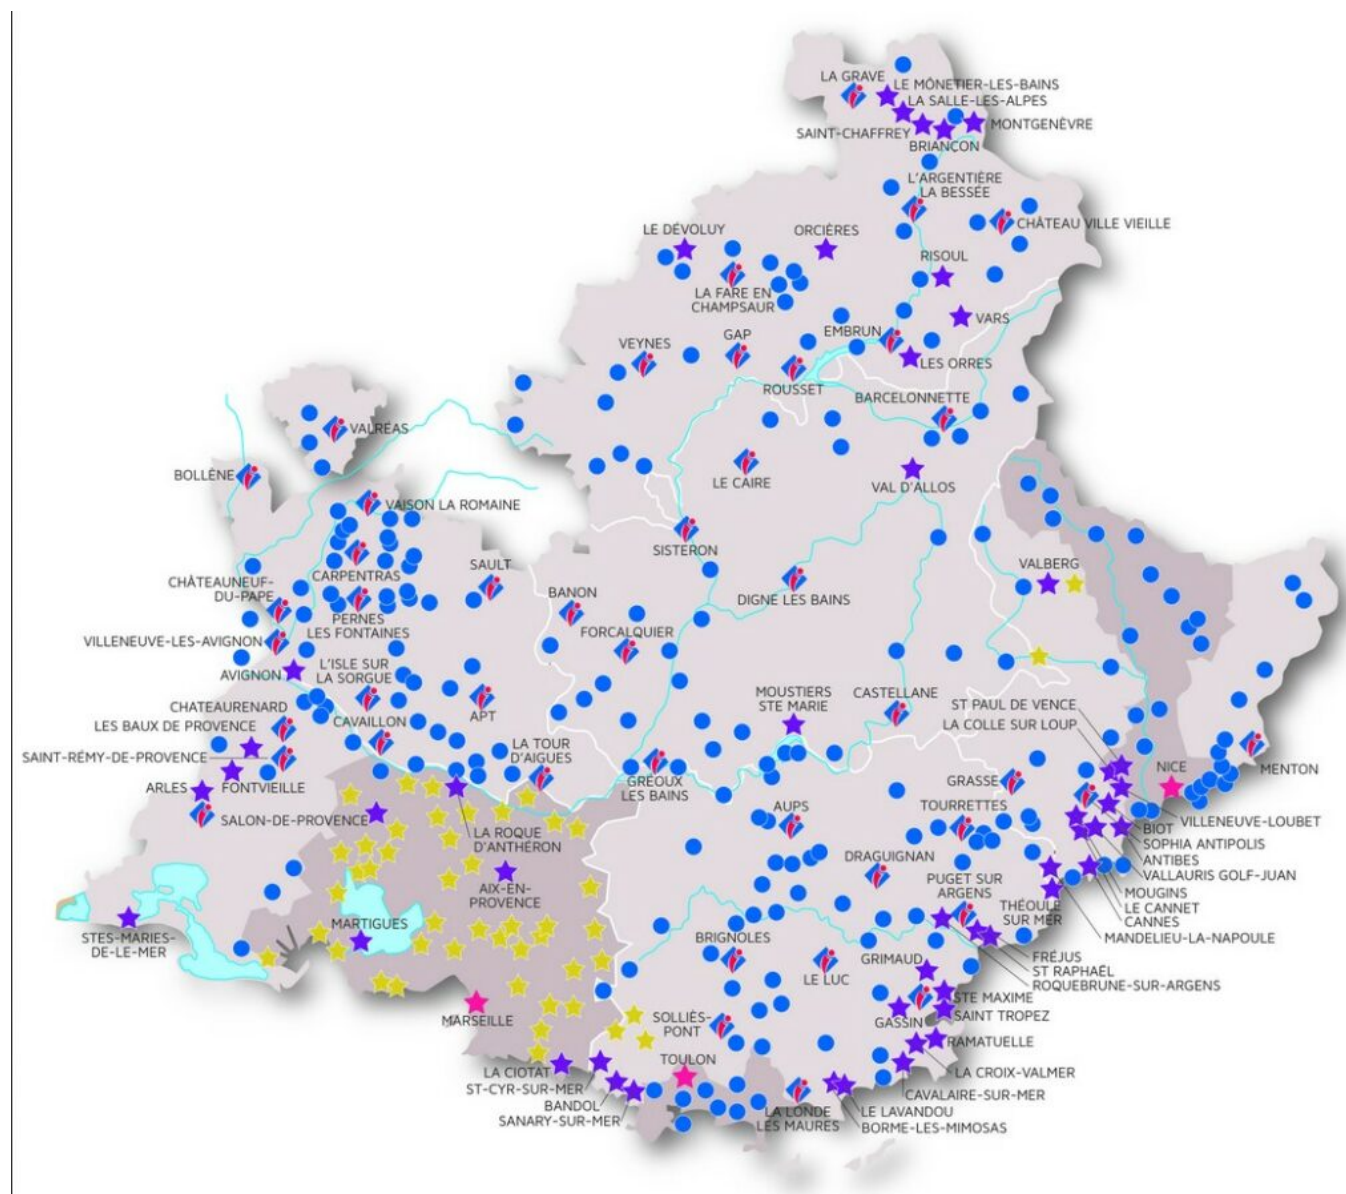 LA GRAVE
LE MÔNETIER-LES-BAINS
LA SALLE-LES-ALPES
SAINT-CHAFFREY
MONTGENÈVRE
BRIANÇON
L'ARGENTIÈRE
LA BESSÉE
CHÂTEAU VILLE VIEILLE
LE DÉVOLUY
ORCIÈRES
RISOUL
LA FARE EN
CHAMPSAUR
VARS
EMBRUN
GAP
VEYNES
LES ORRES
ROUSSET
BARCELONNETTE
VALRÉAS
BOLLÈNE
LE CAIRE
VAL D'ALLOS
VAISON LA ROMAINE
SISTERON
CARPENTRAS
SAULT
VALBERG
CHÂTEAUNEUF-
DU-PAPE
BANON
DIGNE LES BAINS
PERNES
LES FONTAINES
FORCALQUIER
VILLENEUVE-LES-AVIGNON
L'ISLE SUR
LA SORGUE
AVIGNON
MOUSTIERS
STE MARIE
CASTELLANE
ST PAUL DE VENCE
CHATEAURENARD
CAVAILLON
APT
LA COLLE SUR LOUP
LES BAUX DE PROVENCE
LA TOUR
D'AIGUES
SAINT-RÉMY-DE-PROVENCE
NICE
MENTON
GRÉOUX
LES BAINS
GRASSE
ARLES
FONTVIEILLE
AUPS
TOURRETTES
SALON-DE-PROVENCE
VILLENEUVE-LOUBET
LA ROQUE
D'ANTHÉRON
BIOT
SOPHIA ANTIPOLIS
DRAGUIGNAN
ANTIBES
VALLAURIS GOLF-JUAN
AIX-EN-
PROVENCE
PUGET SUR
ARGENS
MOUGINS
THÉOULE
SUR MER
LE CANNET
CANNES
MARTIGUES
MANDELIEU-LA-NAPOULE
STES-MARIES-
DE-LE-MER
BRIGNOLES
FRÉJUS
GRIMAUD
LE LUC
ST RAPHAËL
ROQUEBRUNE-SUR-ARGENS
STE MAXIME
MARSEILLE
SOLLIÈS-
PONT
GASSIN
SAINT TROPEZ
RAMATUELLE
TOULON
LA CIOTAT
LA CROIX-VALMER
ST-CYR-SUR-MER
CAVALAIRE-SUR-MER
BANDOL
LA LONDE
LES MAURES
LE LAVANDOU
SANARY-SUR-MER
BORME-LES-MIMOSAS